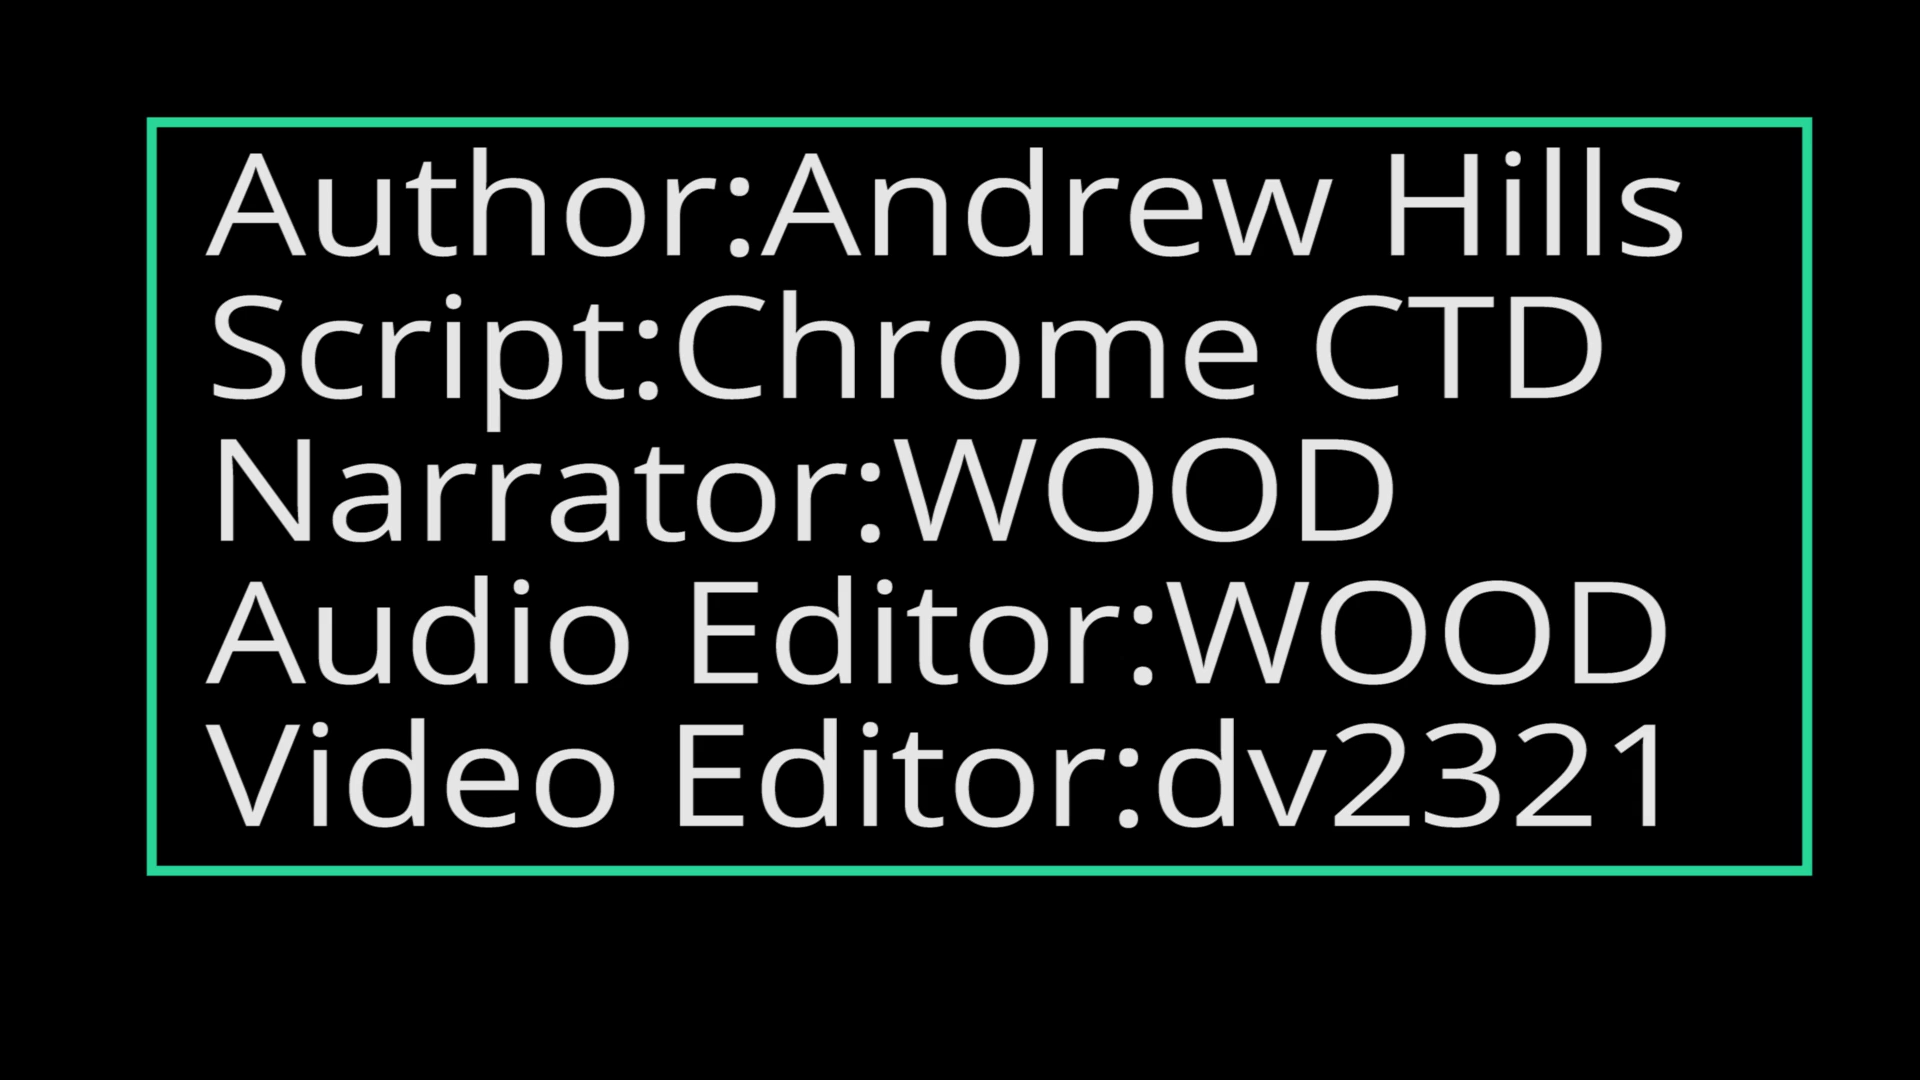 Author:Andrew Hills
Script:Chrome CTD
Narrator:WOOD
Audio Editor:WOOD
Video Editor:dv2321